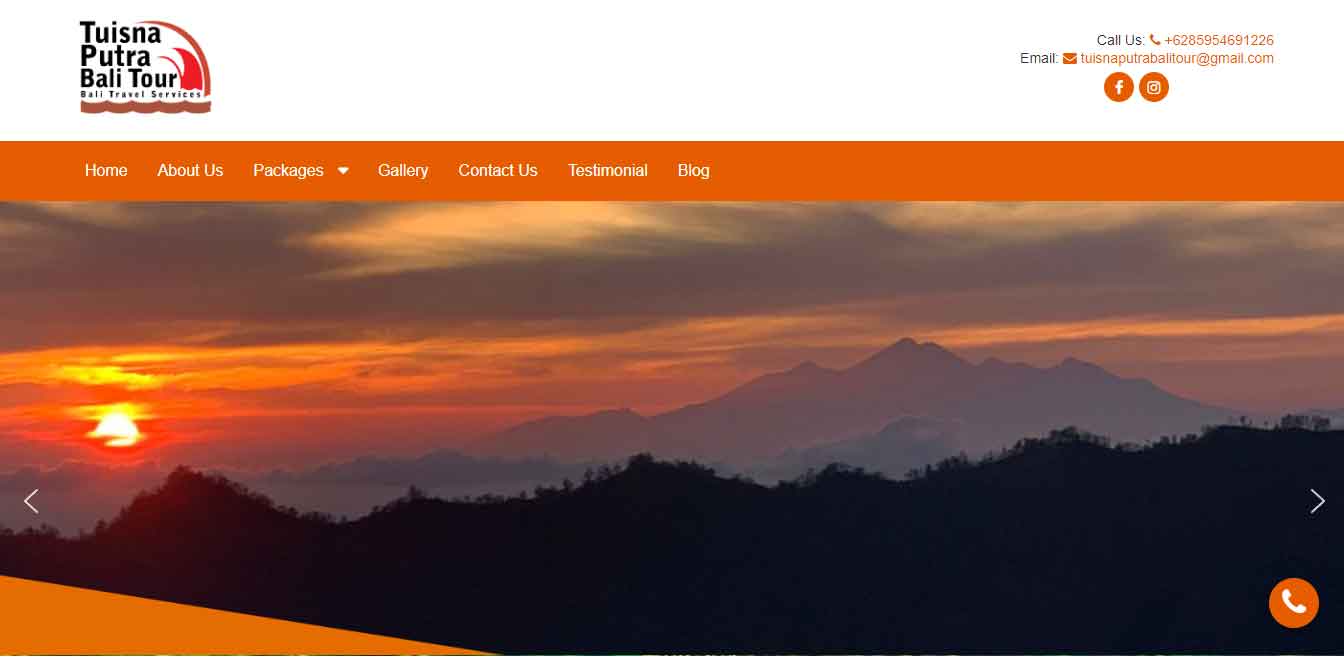 Tuisna
Putra
Bali Tour
Bali Travel Services
Call Us: +6285954691226
Email: tuisnaputrabalitour@gmail.com
Home About Us Packages Gallery Contact Us Testimonial Blog